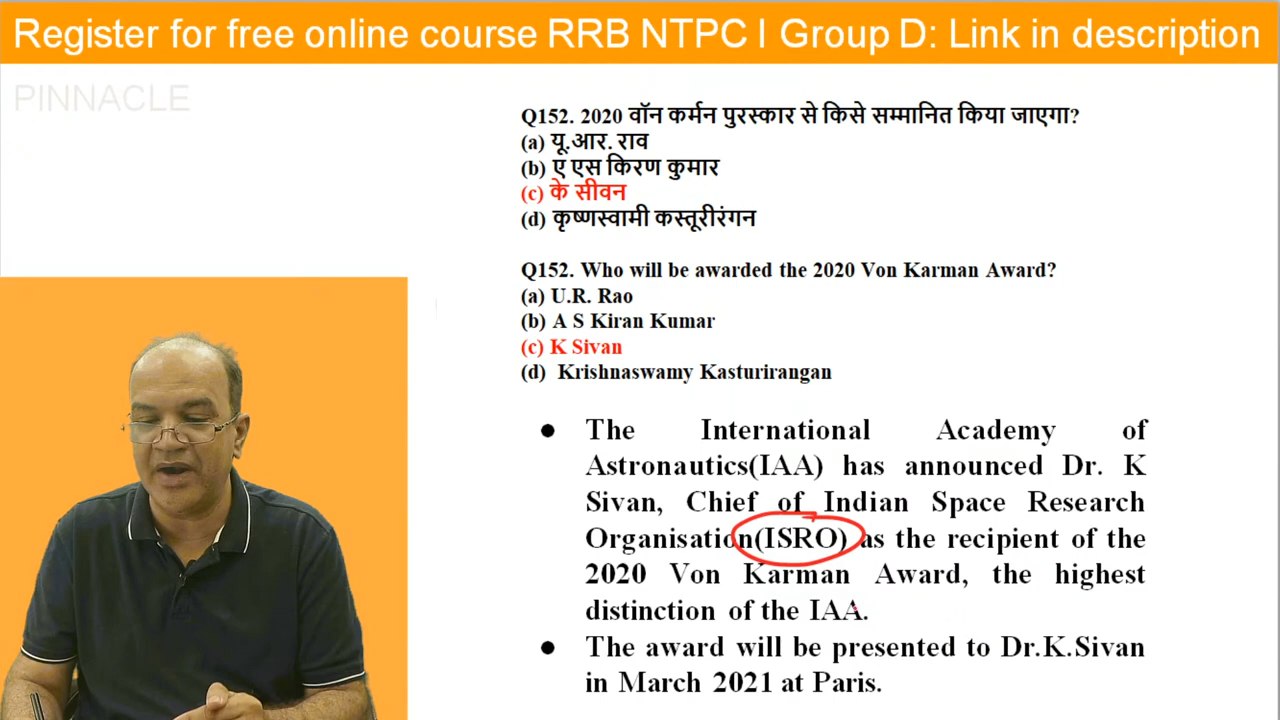 Register for free online course RRB NTPC I Group D: Link in description
PINNACLE
Q152. 2020 वॉन कर्मन पुरस्कार से किसे सम्मानित किया जाएगा?
(a) यू.आर. राव
(b) ए एस किरण कुमार
(c) के सीवन
(d) कृष्णस्वामी कस्तूरीरंगन
Q152. Who will be awarded the 2020 Von Karman Award?
(a) U.R. Rao
(b) A S Kiran Kumar
(c) K Sivan
(d) Krishnaswamy Kasturirangan
● The International Academy of
Astronautics(IAA) has announced Dr. K
Sivan, Chief of Indian Space Research
Organisation(ISRO) as the recipient of the
2020 Von Karman Award, the highest
distinction of the IAA.
● The award will be presented to Dr.K.Sivan
in March 2021 at Paris.